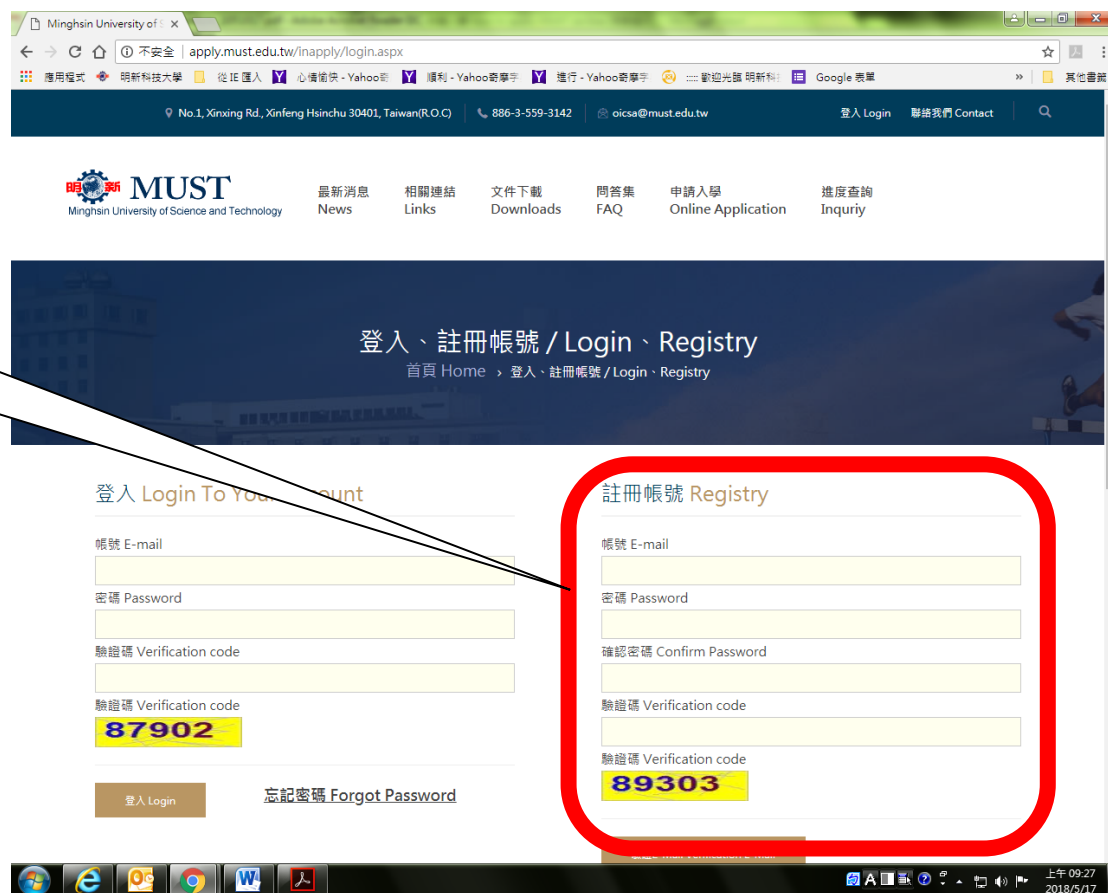 Minghsin University of S
不安全 | apply.must.edu.tw/inapply/login.aspx
應用程式 明新科技大學 從 IE 匯入 心情愉快 - Yahoo奇 順利 - Yahoo奇摩字 進行 - Yahoo奇摩字 ::::: 歡迎光臨 明新科 Google 表單 » 其他書籤
No.1, Xinxing Rd., Xinfeng Hsinchu 30401, Taiwan(R.O.C) 886-3-559-3142 oicsa@must.edu.tw 登入 Login 聯絡我們 Contact
明新 MUST
Minghsin University of Science and Technology
最新消息 相關連結 文件下載 問答集 申請入學 進度查詢
News Links Downloads FAQ Online Application Inquriy
登入、註冊帳號 / Login、Registry
首頁 Home › 登入、註冊帳號 / Login、Registry
登入 Login To Your Account
帳號 E-mail
密碼 Password
驗證碼 Verification code
驗證碼 Verification code
87902
登入 Login
忘記密碼 Forgot Password
註冊帳號 Registry
帳號 E-mail
密碼 Password
確認密碼 Confirm Password
驗證碼 Verification code
驗證碼 Verification code
89303
上午 09:27
2018/5/17